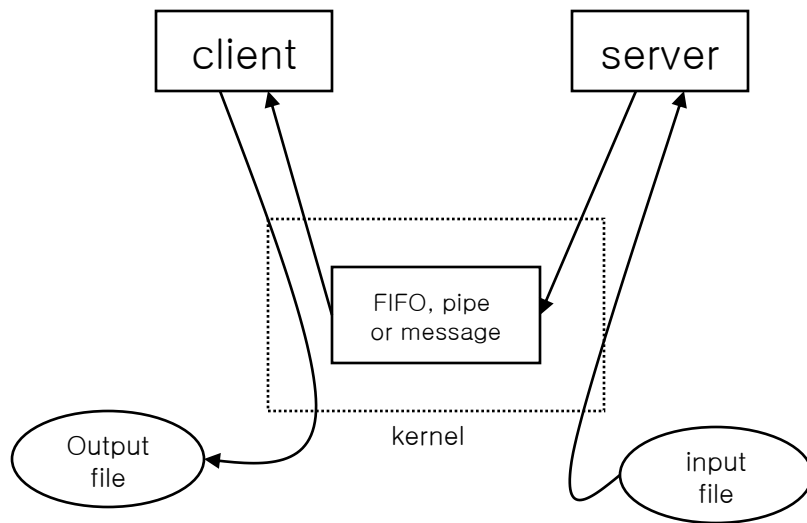 client
server
FIFO, pipe
or message
kernel
Output
file
input
file